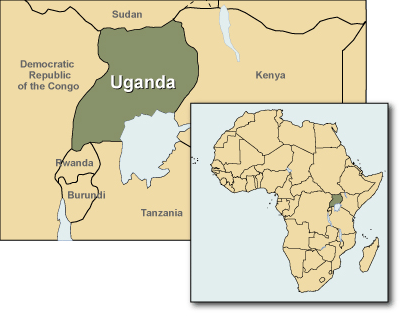 Sudan
Democratic
Republic
of the Congo
Uganda
Kenya
Rwanda
Burundi
Tanzania